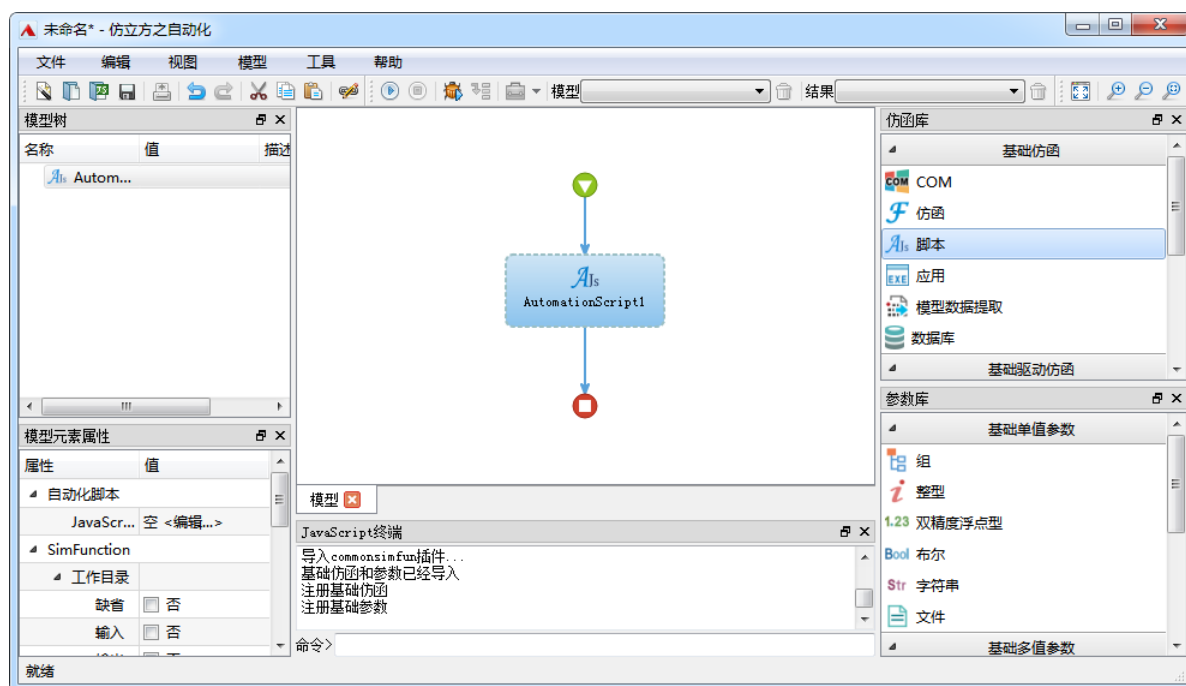 未命名* - 仿立方之自动化
文件 编辑 视图 模型 工具 帮助
模型 结果
模型树
名称 值 描述
AJs Autom...
模型元素属性
属性 值
自动化脚本
JavaScr... 空 <编辑...>
SimFunction
工作目录
缺省 否
输入 否
AJs
AutomationScript1
模型
JavaScript终端
导入commonsimfun插件...
基础仿函和参数已经导入
注册基础仿函
注册基础参数
命令>
仿函库
基础仿函
COM COM
F 仿函
AJs 脚本
EXE 应用
模型数据提取
数据库
基础驱动仿函
参数库
基础单值参数
组
i 整型
1.23 双精度浮点型
Bool 布尔
Str 字符串
文件
基础多值参数
就绪